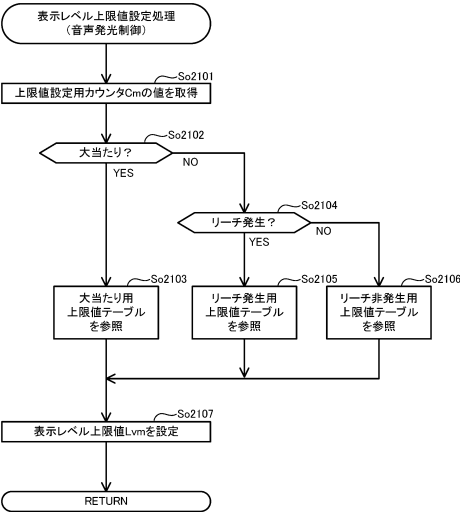 表示レベル上限値設定処理
(音声発光制御)
So2101
上限値設定用カウンタCmの値を取得
So2102
大当たり？
NO
YES
So2104
リーチ発生？
NO
YES
So2103
大当たり用
上限値テーブル
を参照
So2105
リーチ発生用
上限値テーブル
を参照
So2106
リーチ非発生用
上限値テーブル
を参照
So2107
表示レベル上限値Lvmを設定
RETURN